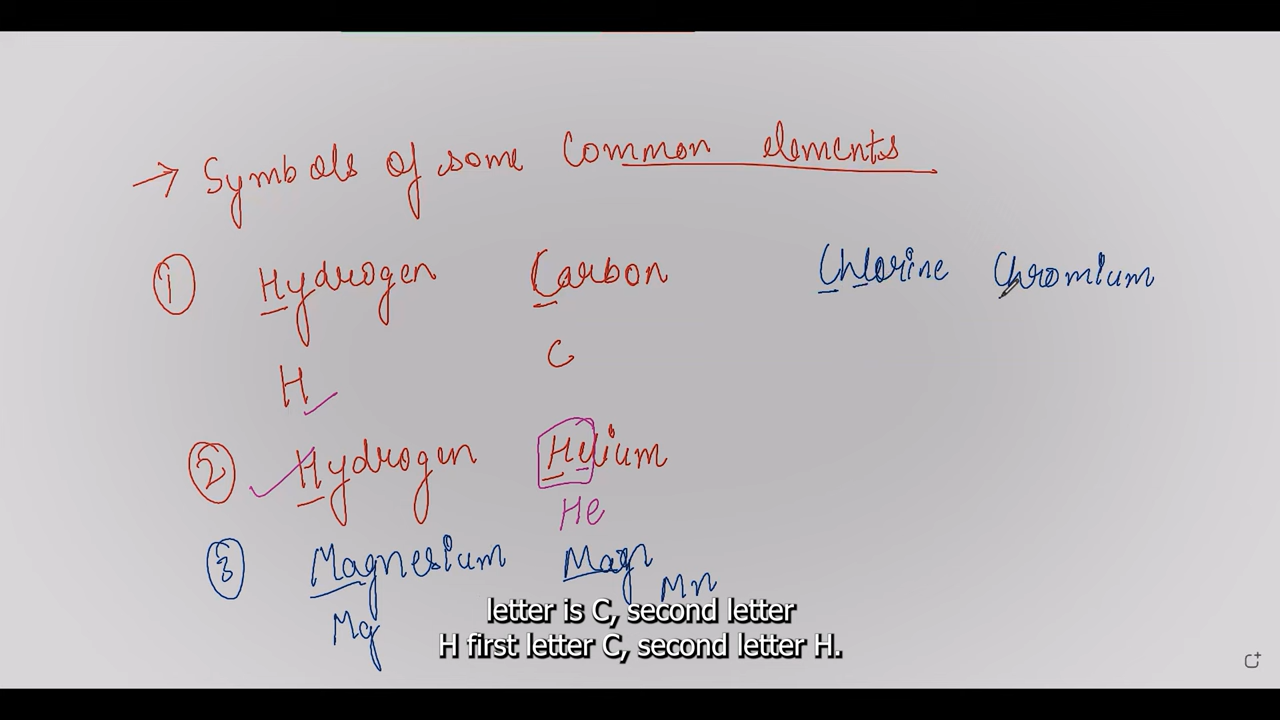 → Symbols of some Common elements
① Hydrogen Carbon Chlorine Chromium
H C
② Hydrogen Helium
He
③ Magnesium Magn Mn
Mg
letter is C, second letter
H first letter C, second letter H.